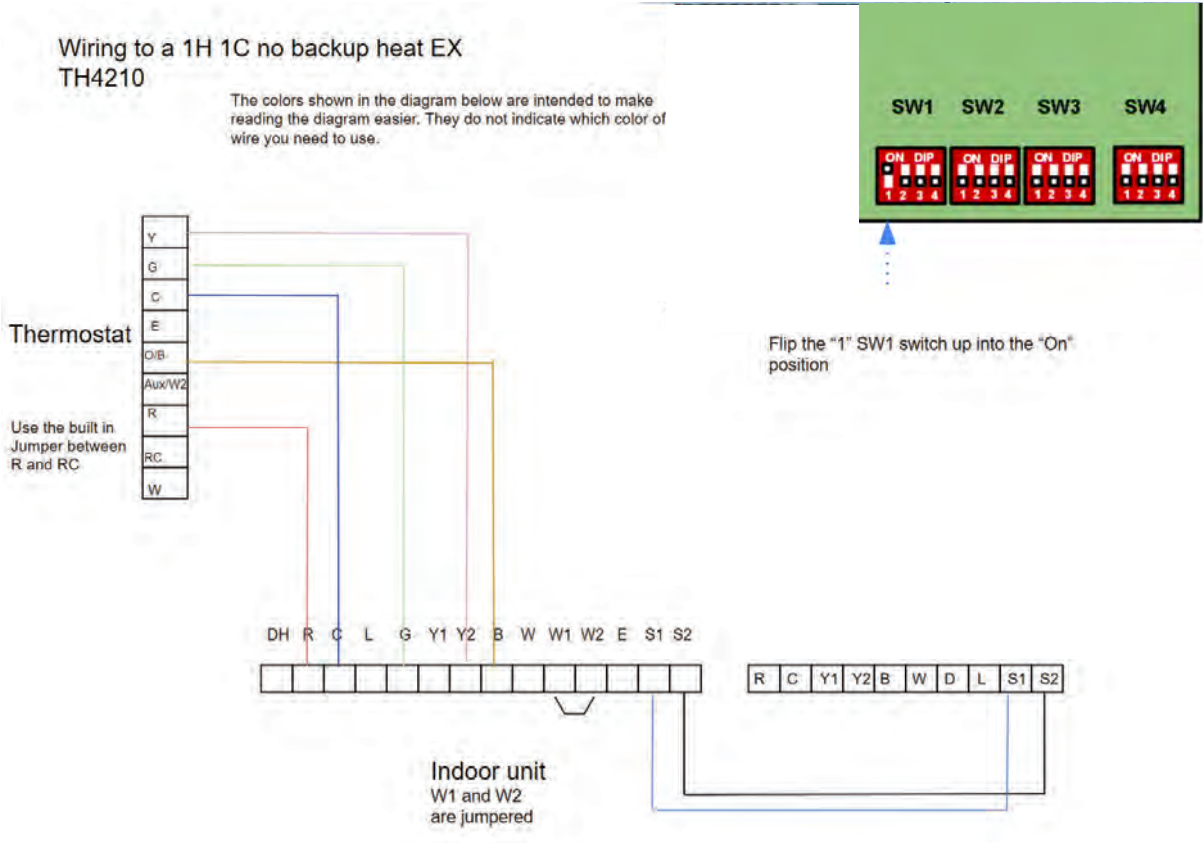 Wiring to a 1H 1C no backup heat EX
TH4210
The colors shown in the diagram below are intended to make
reading the diagram easier. They do not indicate which color of
wire you need to use.
SW1 SW2 SW3 SW4
ON DIP ON DIP ON DIP ON DIP
1 2 3 4 1 2 3 4 1 2 3 4 1 2 3 4
Flip the “1” SW1 switch up into the “On”
position
Thermostat
Use the built in
Jumper between
R and RC
Y
G
C
E
O/B
Aux/W2
R
RC
W
DH R C L G Y1 Y2 B W W1 W2 E S1 S2
R C Y1 Y2 B W D L S1 S2
Indoor unit
W1 and W2
are jumpered